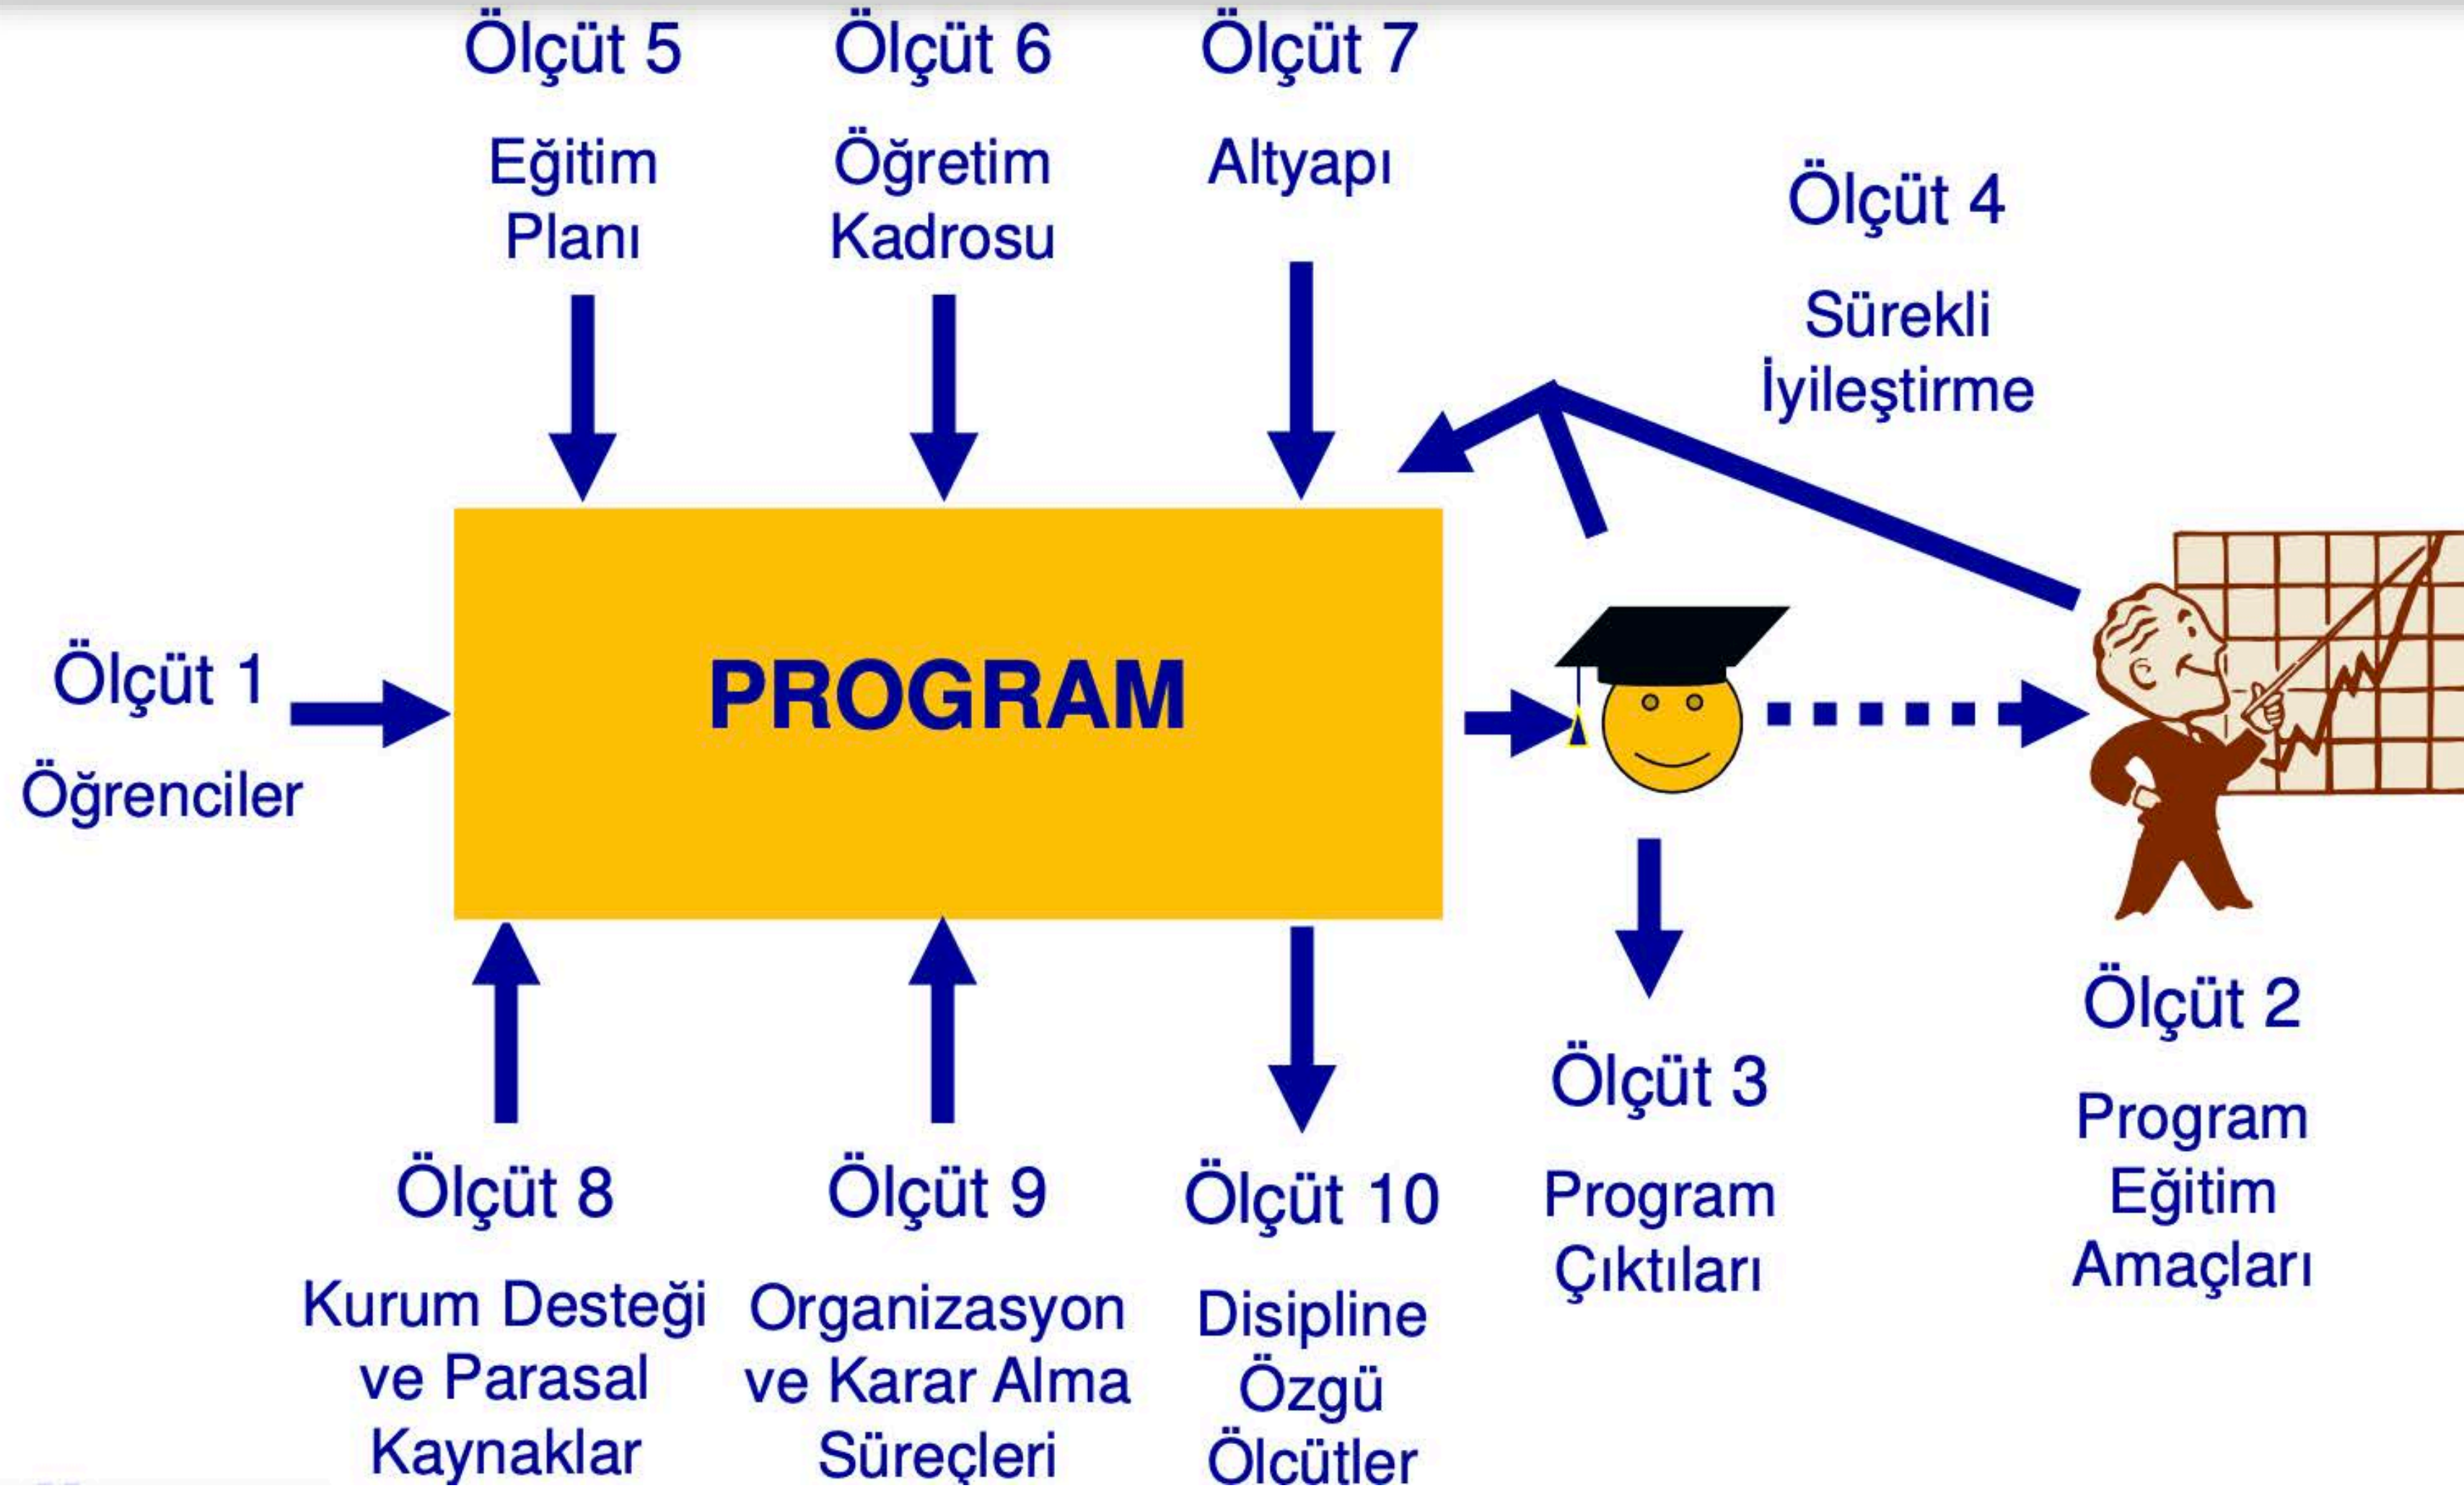 Ölçüt 5
Eğitim
Planı
Ölçüt 6
Öğretim
Kadrosu
Ölçüt 7
Altyapı
Ölçüt 4
Sürekli
İyileştirme
Ölçüt 1
Öğrenciler
PROGRAM
Ölçüt 8
Kurum Desteği
ve Parasal
Kaynaklar
Ölçüt 9
Organizasyon
ve Karar Alma
Süreçleri
Ölçüt 10
Disipline
Özgü
Ölçütler
Ölçüt 3
Program
Çıktıları
Ölçüt 2
Program
Eğitim
Amaçları